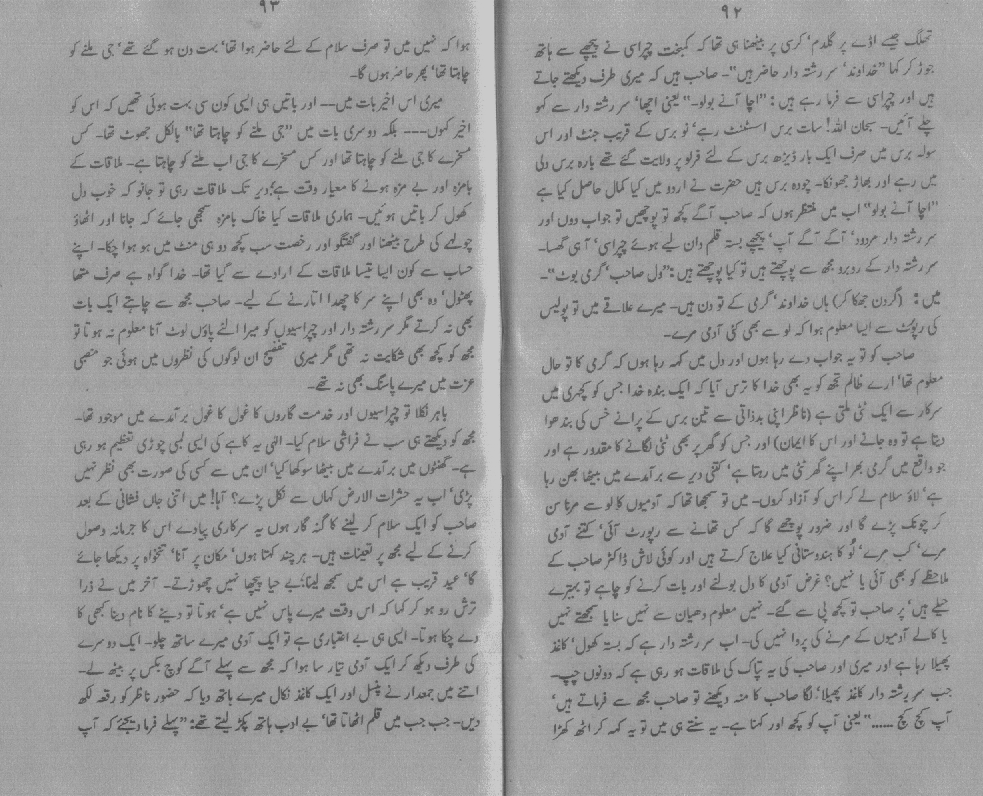 ۹۲
تھلگ جیسے اڈے پر گلدم، کرسی پر بیٹھنا ہی تھا کہ کمبخت چپراسی نے پیچھے سے ہاتھ
جوڑ کر کہا "خداوند، سر رشتہ دار حاضر ہیں"۔ صاحب ہیں کہ میری طرف دیکھتے جاتے
ہیں اور چپراسی سے فرما رہے ہیں: "اچا آنے بولو۔" یعنی اچھا، سر رشتہ دار سے کہو
چلے آئیں۔ سبحان اللہ! سات برس اسٹنٹ رہے، نو برس کے قریب جنٹ اور اس
سولہ برس میں صرف ایک بار ڈیڑھ برس کے لئے فرلو پر ولایت گئے تھے بارہ برس دلی
میں رہے اور بھاڑ جھونکا۔ چودہ برس ہیں حضرت نے اردو میں کیا کمال حاصل کیا ہے
"اچا آنے بولو" اب میں منتظر ہوں کہ صاحب آگے کچھ تو پوچھیں تو جواب دوں اور
سر رشتہ دار مردود، آگے آگے آپ، پیچھے بستہ قلم دان لیے ہوئے چپراسی، آ ہی گھسا۔
سر رشتہ دار کے روبرو مجھ سے پوچھتے ہیں تو کیا پوچھتے ہیں: "ول صاحب، گرمی بوٹ"۔
میں: (گردن جھکا کر) ہاں خداوند، گرمی کے تو دن ہیں۔ میرے علاقے میں تو پولیس
کی رپوٹ سے ایسا معلوم ہوا کہ لو سے بھی کئی آدمی مرے۔
صاحب کو تو یہ جواب دے رہا ہوں اور دل میں کہہ رہا ہوں کہ گرمی کا تو حال
معلوم تھا، ارے ظالم تجھ کو یہ بھی خدا کا ترس آیا کہ ایک بندہ خدا جس کو کچہری میں
سرکار سے ایک ٹٹی ملتی ہے (ناظر اپنی بدذاتی سے تین برس کے پرانے خس کی بندھوا
دیتا ہے تو وہ جانے اور اس کا ایمان) اور جس کو گھر پر بھی ٹٹی لگانے کا مقدور ہے اور
جو واقع میں گرمی بھر اپنے گھر ٹٹی میں رہتا ہے، کتنی دیر سے برآمدے میں بیٹھا بھن رہا
ہے، لاؤ سلام لے کر اس کو آزاد کروں۔ میں تو سمجھا تھا کہ آدمیوں کا لو سے مرنا سن
کر چونک پڑے گا اور ضرور پوچھے گا کہ کس تھانے سے رپورٹ آئی، کتنے آدمی
مرے، کب مرے، لُو کا ہندوستانی کیا علاج کرتے ہیں اور کوئی لاش ڈاکٹر صاحب کے
ملاحظے کو بھی آئی یا نہیں؟ غرض آدمی کا دل بولنے اور بات کرنے کو چاہے تو بہتیرے
حیلے ہیں، پر صاحب تو کچھ پی سے گئے۔ نہیں معلوم دھیان سے نہیں سنا یا سمجھتے نہیں
یا کالے آدمیوں کے مرنے کی پروا نہیں کی۔ اب سر رشتہ دار ہے کہ بستہ کھول، کاغذ
پھیلا رہا ہے اور میری اور صاحب کی یہ تپاک کی ملاقات ہو رہی ہے کہ دونوں چپ۔
جب سر رشتہ دار کاغذ پھیلا، لگا صاحب کا منہ دیکھنے تو صاحب مجھ سے فرماتے ہیں،
آپ کچ کچ ......" یعنی آپ کو کچھ اور کہنا ہے۔ یہ سنتے ہی میں تو یہ کہہ کر اٹھ کھڑا
۹۳
ہوا کہ نہیں میں تو صرف سلام کے لئے حاضر ہوا تھا، بہت دن ہو گئے تھے، جی ملنے کو
چاہتا تھا، پھر حاضر ہوں گا۔
میری اس اخیر بات میں۔۔۔ اور باتیں ہی ایسی کون سی بہت ہوئی تھیں کہ اس کو
اخیر کہوں۔۔۔ بلکہ دوسری بات میں "جی ملنے کو چاہتا تھا" بالکل جھوٹ تھا۔ کس
مسخرے کا جی ملنے کو چاہتا تھا اور کس مسخرے کا جی اب ملنے کو چاہتا ہے۔ ملاقات کے
بامزہ اور بے مزہ ہونے کا معیار وقت ہے؛ دیر تک ملاقات رہی تو جانو کہ خوب دل
کھول کر باتیں ہوئیں۔ ہماری ملاقات کیا خاک بامزہ سمجھی جائے کہ جانا اور اٹھاؤ
چولہے کی طرح بیٹھنا اور گفتگو اور رخصت سب کچھ دو ہی منٹ میں ہو ہوا چکا۔ اپنے
حساب سے کون ایسا تیسا ملاقات کے ارادے سے گیا تھا۔ خدا گواہ ہے صرف متھا
پھٹول، وہ بھی اپنے سر کا چھدا اتارنے کے لیے۔ صاحب مجھ سے چاہتے ایک بات
بھی نہ کرتے مگر سر رشتہ دار اور چپراسیوں کو میرا الٹے پاؤں لوٹ آنا معلوم نہ ہوتا تو
مجھ کو کچھ بھی شکایت نہ تھی مگر میری تفضیح ان لوگوں کی نظروں میں ہوئی جو منصبی
عزت میں میرے پاسنگ بھی نہ تھے۔
باہر نکلا تو چپراسیوں اور خدمت گاروں کا غول کا غول برآمدے میں موجود تھا۔
مجھ کو دیکھتے ہی سب نے فراشی سلام کیا۔ الٰہی یہ کاہے کی ایسی لمبی چوڑی تعظیم ہو رہی
ہے۔ گھنٹوں میں برآمدے میں بیٹھا سوکھا کیا، ان میں سے کسی کی صورت بھی نظر نہیں
پڑی، اب یہ حشرات الارض کہاں سے نکل پڑے؟ آہا! میں اتنی جاں فشانی کے بعد
صاحب کو ایک سلام کر لینے کا گنہ گار ہوں یہ سرکاری پیادے اس کا جرمانہ وصول
کرنے کے لیے مجھ پر تعینات ہیں۔ ہر چند کہتا ہوں، مکان پر آنا، تنخواہ پر دیکھا جائے
گا، عید قریب ہے اس میں سمجھ لینا؛ بے حیا پیچھا نہیں چھوڑتے۔ آخر میں نے ذرا
ترش رو ہو کر کہا کہ اس وقت میرے پاس نہیں ہے، ہوتا تو دینے کا نام دینا کبھی کا
دے چکا ہوتا۔ ایسی ہی بے اعتباری ہے تو ایک آدمی میرے ساتھ چلو۔ ایک دوسرے
کی طرف دیکھ کر ایک آدمی تیار سا ہوا کہ مجھ سے پہلے آگے کوچ بکس پر بیٹھ لے۔
اتنے میں جمعدار نے پنسل اور ایک کاغذ نکال میرے ہاتھ دیا کہ حضور ناظر کو رقعہ لکھ
دیں۔ جب جب میں قلم اٹھاتا تھا، بے ادب ہاتھ پکڑ لیتے تھے: "پہلے فرما دیجئے کہ آپ